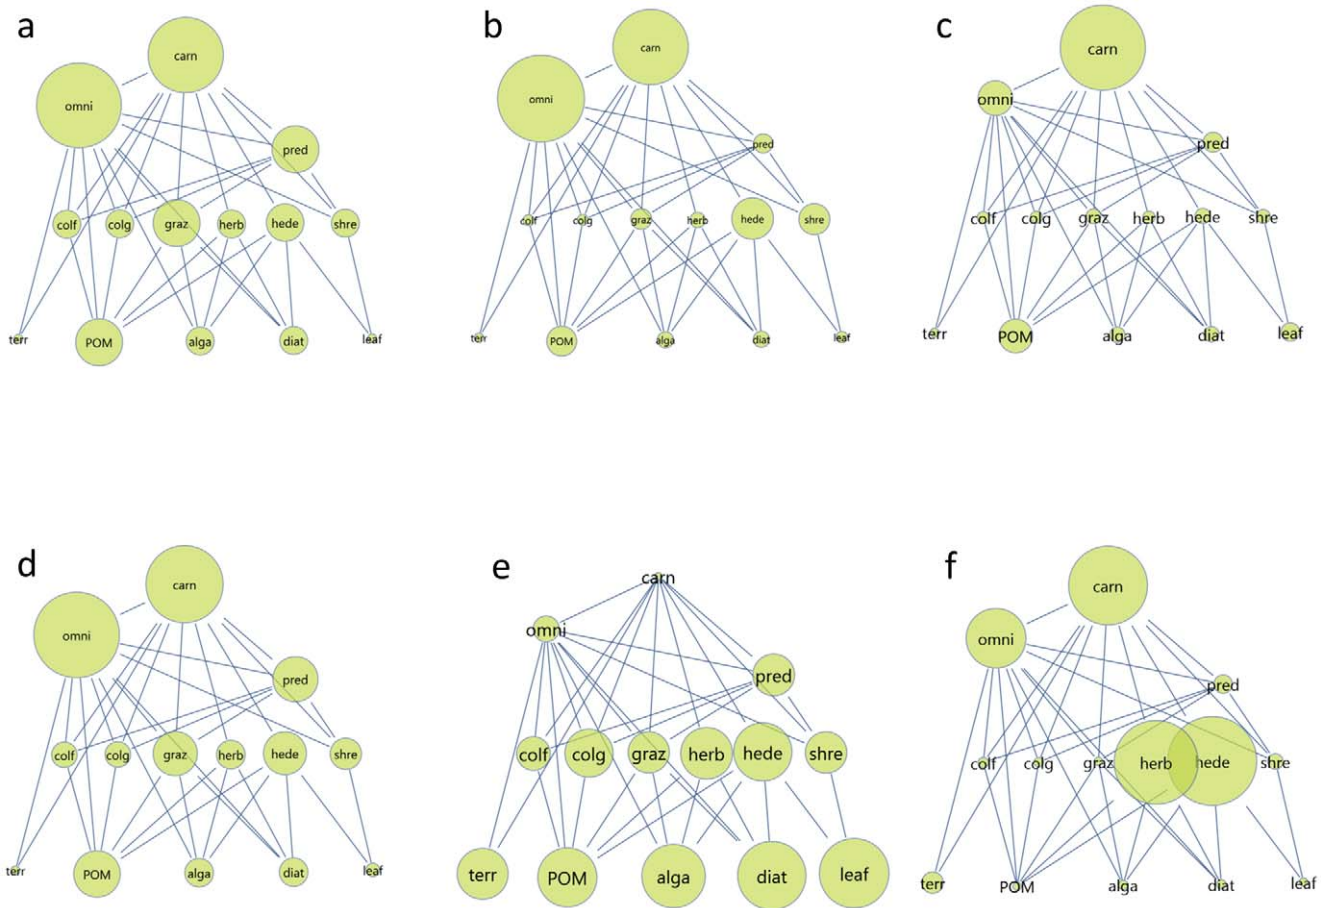 a
carn
omni
pred
colf colg graz herb hede shre
terr POM alga diat leaf
b
carn
omni
pred
colf colg graz herb hede shre
terr POM alga diat leaf
c
carn
omni
pred
colf colg graz herb hede shre
terr POM alga diat leaf
d
carn
omni
pred
colf colg graz herb hede shre
terr POM alga diat leaf
e
carn
omni
pred
colf colg graz herb hede shre
terr POM alga diat leaf
f
carn
omni
pred
colf colg graz herb hede shre
terr POM alga diat leaf